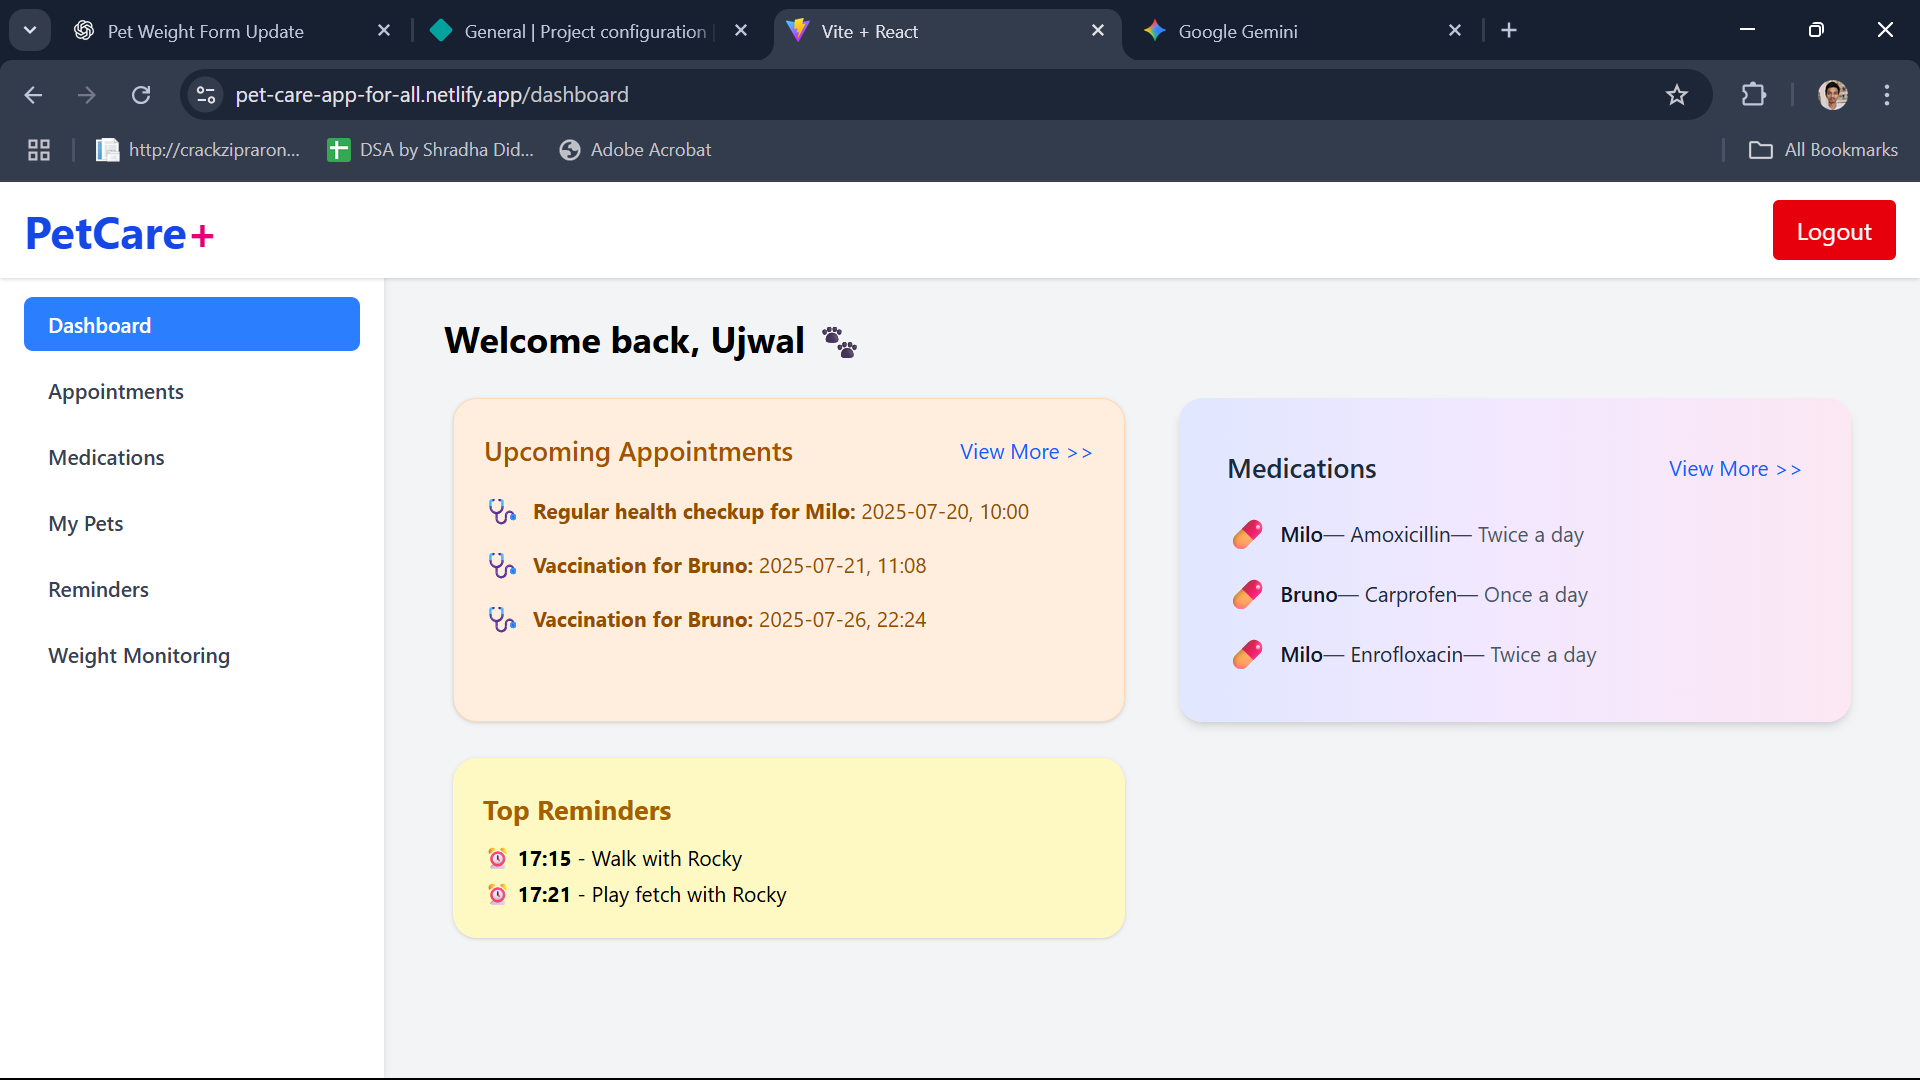 Pet Weight Form Update
General | Project configuration
Vite + React
Google Gemini
pet-care-app-for-all.netlify.app/dashboard
http://crackzipraron...
DSA by Shradha Did...
Adobe Acrobat
All Bookmarks
PetCare+
Logout
Dashboard
Appointments
Medications
My Pets
Reminders
Weight Monitoring
Welcome back, Ujwal 🐾
Upcoming Appointments
View More >>
Regular health checkup for Milo: 2025-07-20, 10:00
Vaccination for Bruno: 2025-07-21, 11:08
Vaccination for Bruno: 2025-07-26, 22:24
Medications
View More >>
Milo— Amoxicillin— Twice a day
Bruno— Carprofen— Once a day
Milo— Enrofloxacin— Twice a day
Top Reminders
⏰ 17:15 - Walk with Rocky
⏰ 17:21 - Play fetch with Rocky